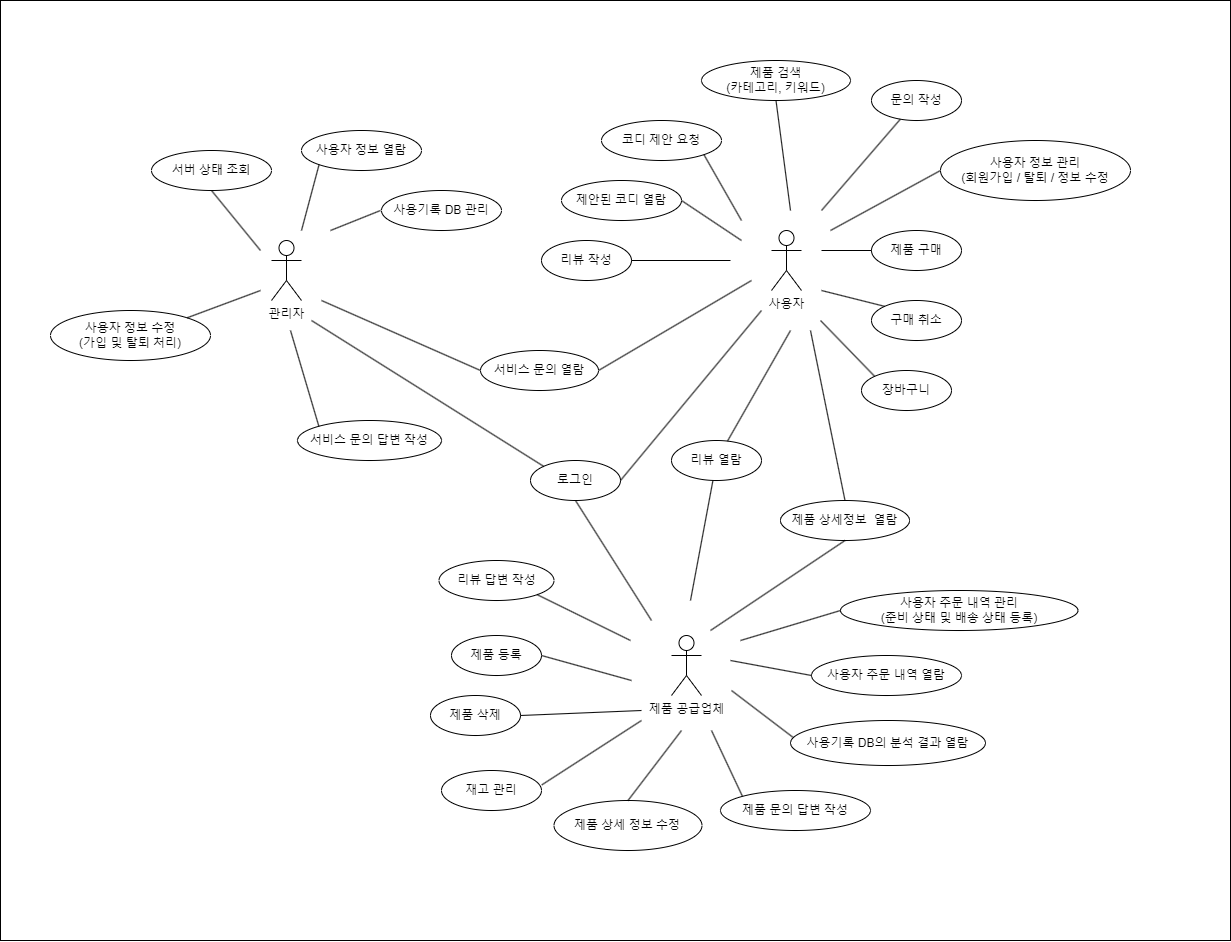 제품 검색
(카테고리, 키워드)
문의 작성
코디 제안 요청
사용자 정보 열람
서버 상태 조회
사용자 정보 관리
(회원가입 / 탈퇴 / 정보 수정
제안된 코디 열람
사용기록 DB 관리
리뷰 작성
제품 구매
사용자
관리자
구매 취소
사용자 정보 수정
(가입 및 탈퇴 처리)
서비스 문의 열람
장바구니
서비스 문의 답변 작성
리뷰 열람
로그인
제품 상세정보  열람
리뷰 답변 작성
사용자 주문 내역 관리
(준비 상태 및 배송 상태 등록)
제품 등록
사용자 주문 내역 열람
제품 공급업체
제품 삭제
사용기록 DB의 분석 결과 열람
재고 관리
제품 문의 답변 작성
제품 상세 정보 수정